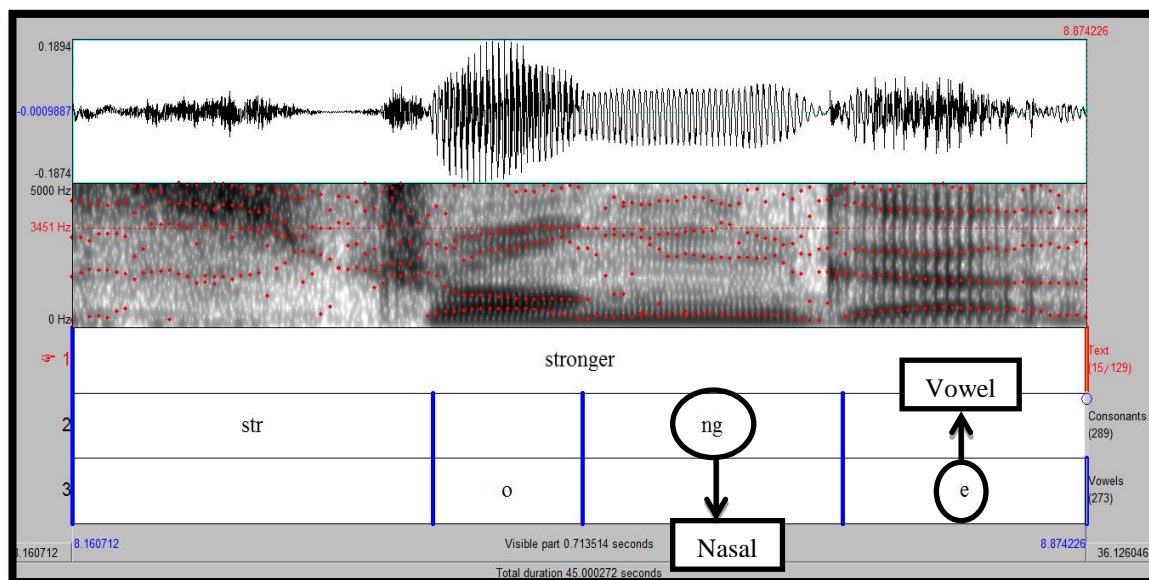 8.874226
0.1894
-0.0009887
-0.1874
5000 Hz
3451 Hz
0 Hz
1 stronger Text
(15/129)
Vowel
2 str ng Consonants
(289)
3 o e Vowels
(273)
Nasal
8.160712 8.160712 Visible part 0.713514 seconds 8.874226 36.126046
Total duration 45.000272 seconds